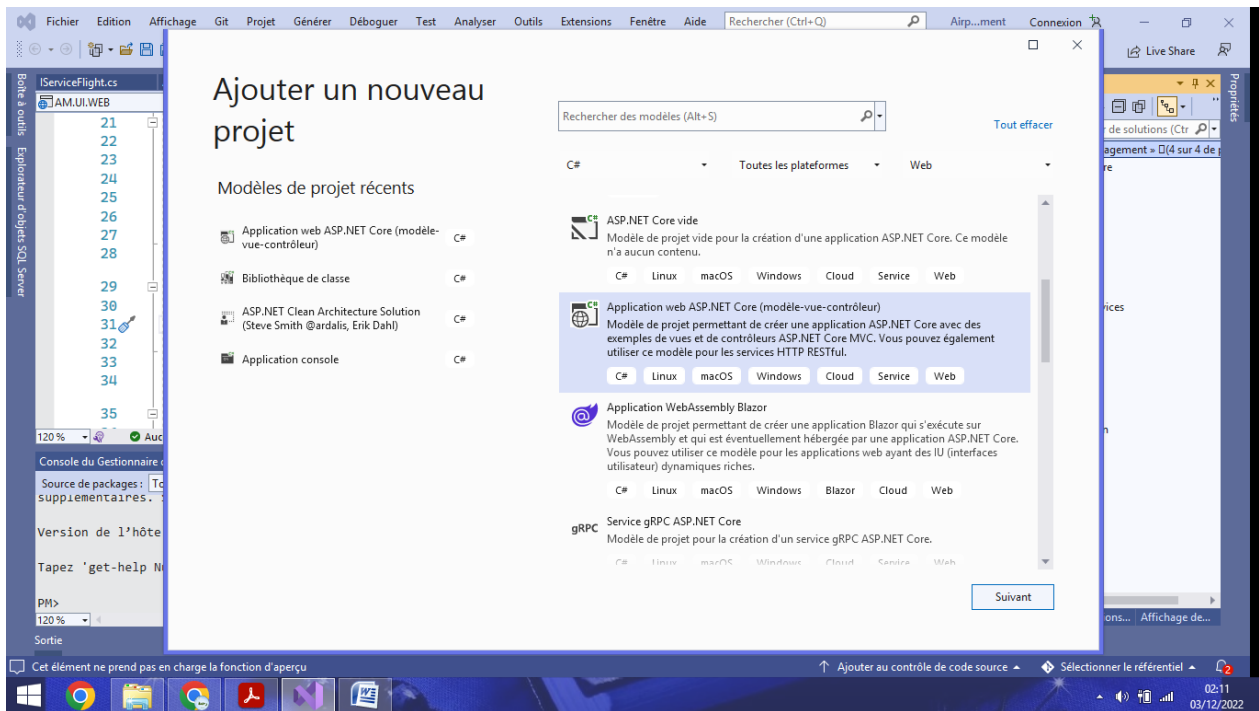 Fichier Edition Affichage Git Projet Générer Déboguer Test Analyser Outils Extensions Fenêtre Aide Rechercher (Ctrl+Q) Airp...ment Connexion
Live Share
Boîte à outils
Explorateur d'objets SQL Server
IServiceFlight.cs
AM.UI.WEB
21
22
23
24
25
26
27
28
29
30
31
32
33
34
35
120 %
Console du Gestionnaire
Source de packages :
supplémentaires.
Version de l'hôte
Tapez 'get-help
PM>
120 %
Sortie
Ajouter un nouveau
projet
Modèles de projet récents
Application web ASP.NET Core (modèle-
vue-contrôleur) C#
Bibliothèque de classe C#
ASP.NET Clean Architecture Solution
(Steve Smith @ardalis, Erik Dahl) C#
Application console C#
Rechercher des modèles (Alt+S)
Tout effacer
C# Toutes les plateformes Web
ASP.NET Core vide
Modèle de projet vide pour la création d'une application ASP.NET Core. Ce modèle
n'a aucun contenu.
C# Linux macOS Windows Cloud Service Web
Application web ASP.NET Core (modèle-vue-contrôleur)
Modèle de projet permettant de créer une application ASP.NET Core avec des
exemples de vues et de contrôleurs ASP.NET Core MVC. Vous pouvez également
utiliser ce modèle pour les services HTTP RESTful.
C# Linux macOS Windows Cloud Service Web
Application WebAssembly Blazor
Modèle de projet permettant de créer une application Blazor qui s'exécute sur
WebAssembly et qui est éventuellement hébergée par une application ASP.NET Core.
Vous pouvez utiliser ce modèle pour les applications web ayant des IU (interfaces
utilisateur) dynamiques riches.
C# Linux macOS Windows Blazor Cloud Web
gRPC Service gRPC ASP.NET Core
Modèle de projet pour la création d'un service gRPC ASP.NET Core.
C# Linux macOS Windows Cloud Service Web
Suivant
Propriétés
de solutions (Ctr
agement » (4 sur 4 de
ons... Affichage de...
Cet élément ne prend pas en charge la fonction d'aperçu Ajouter au contrôle de code source Sélectionner le référentiel 2
02:11
03/12/2022